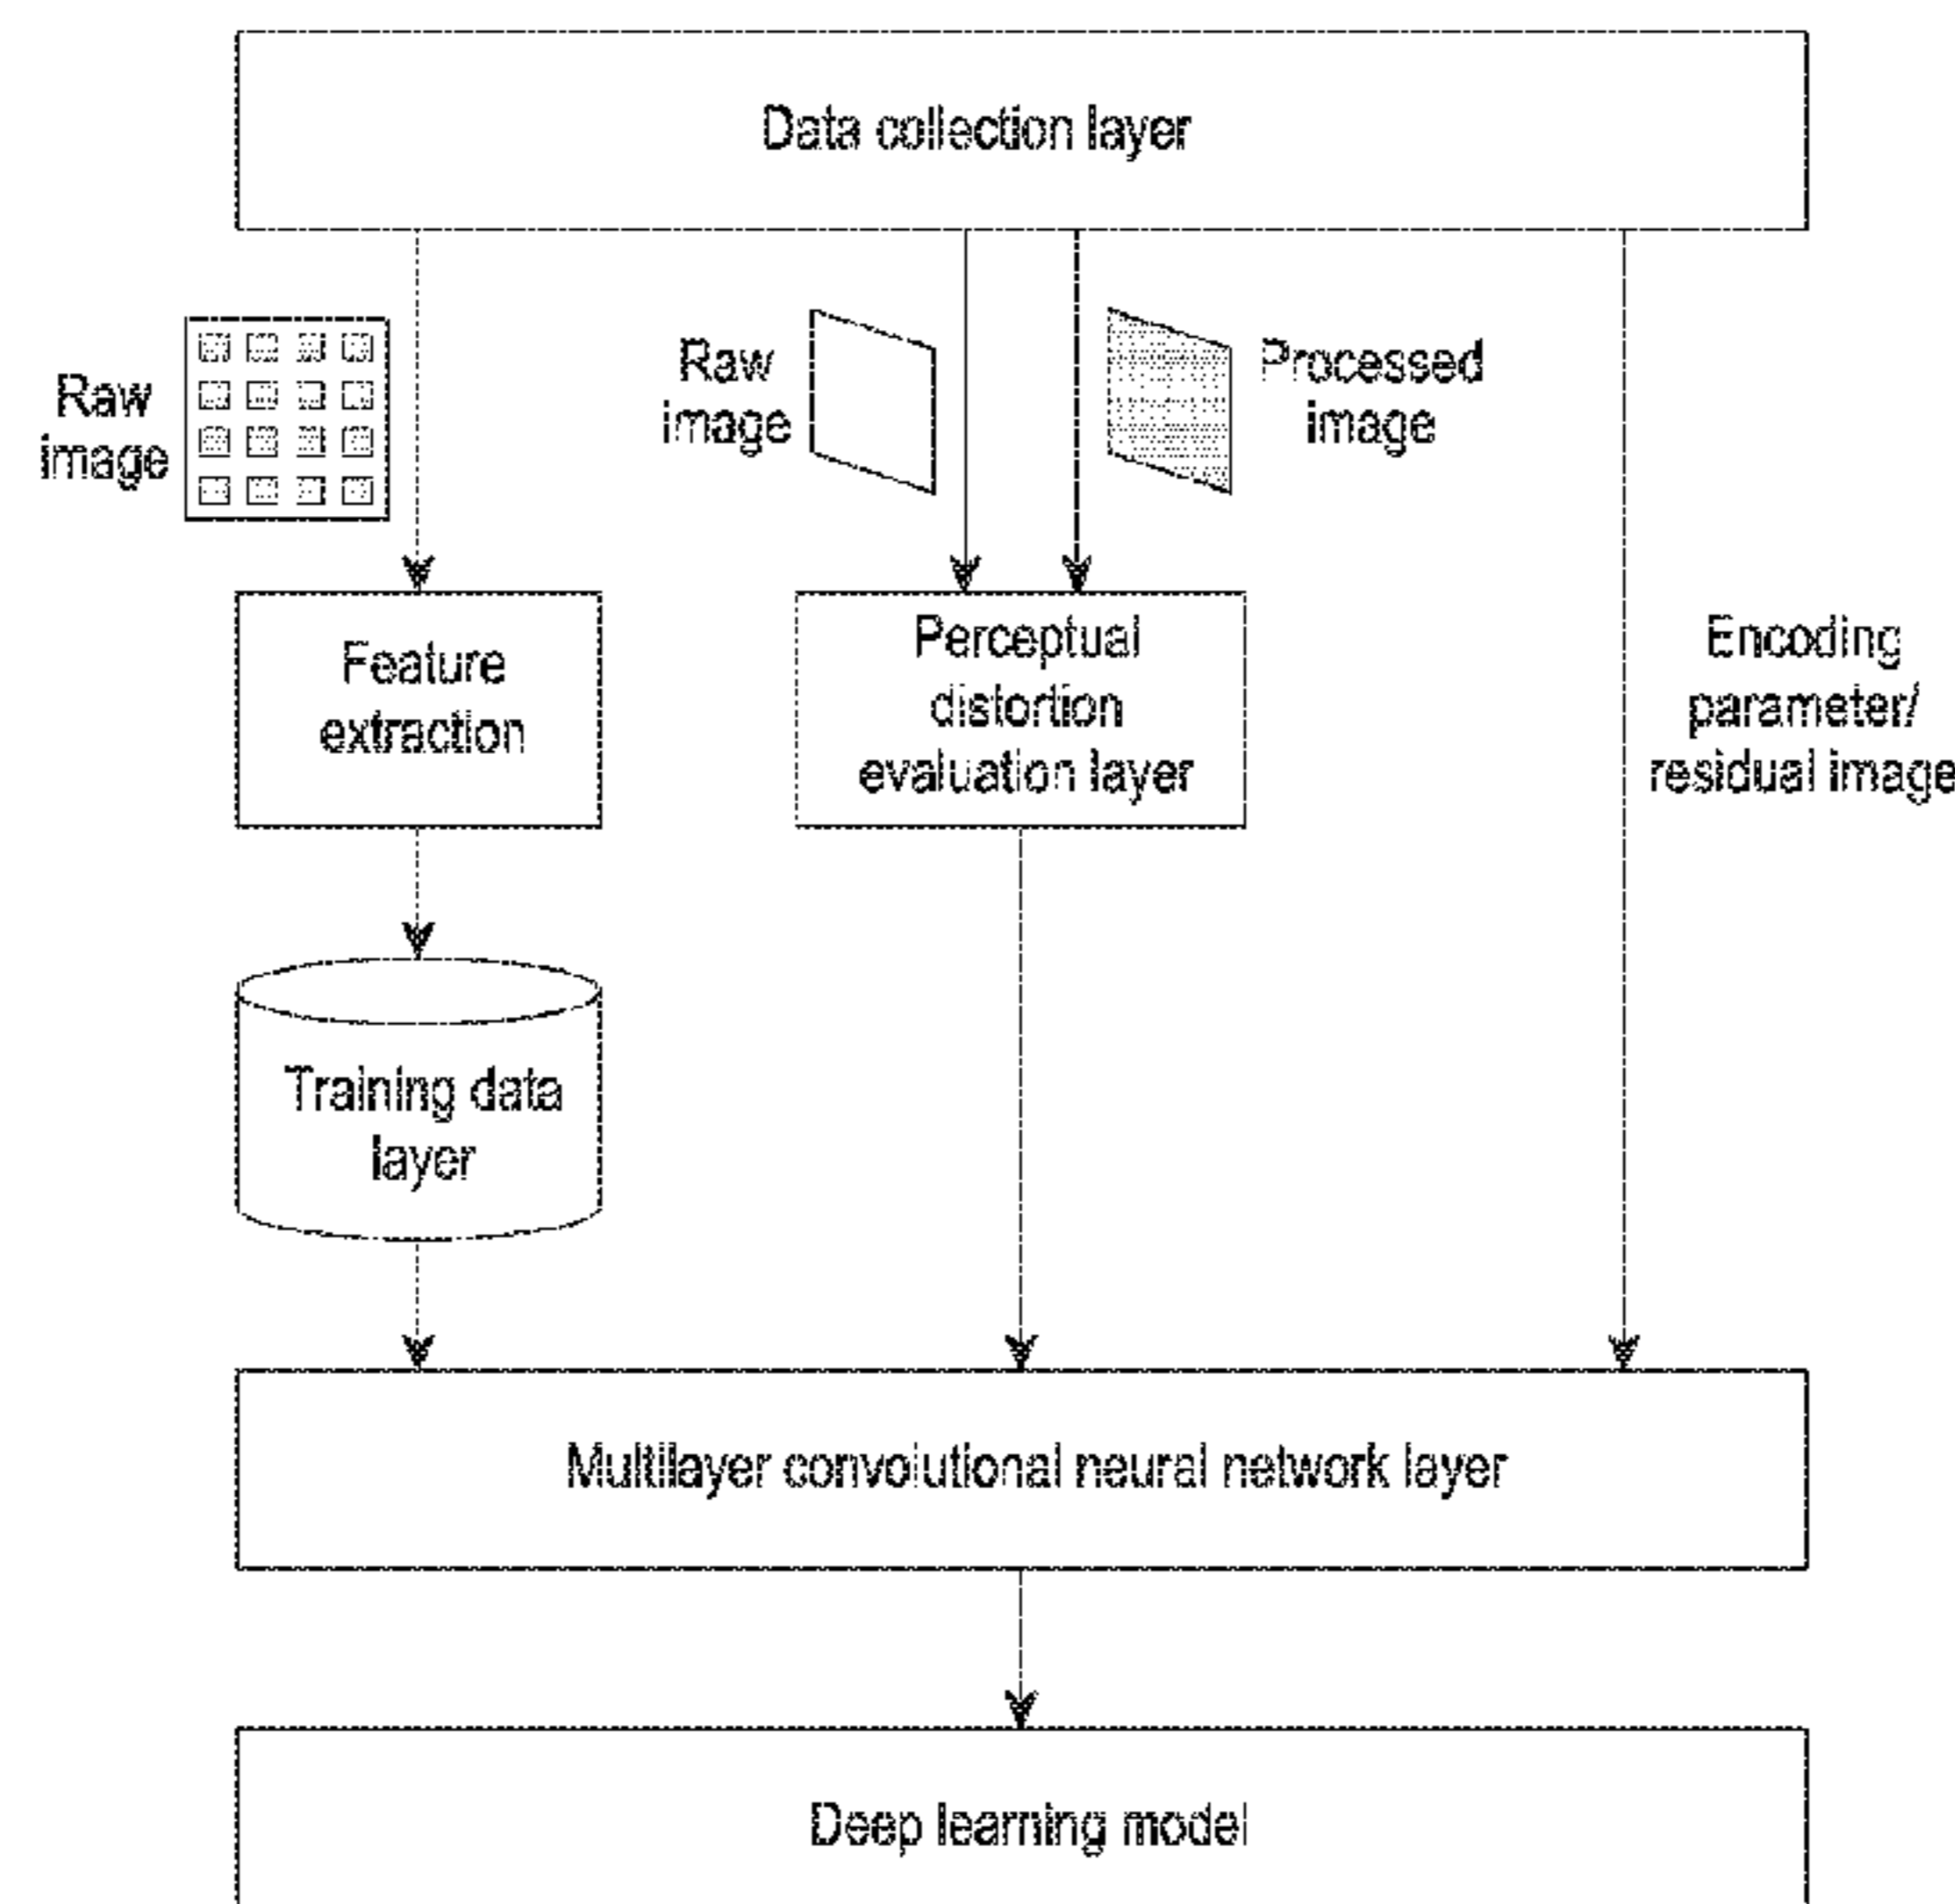 Data collection layer
Raw
image
Raw
image
Processed
image
Feature
extraction
Perceptual
distortion
evaluation layer
Encoding
parameter/
residual image
Training data
layer
Multilayer convolutional neural network layer
Deep learning model